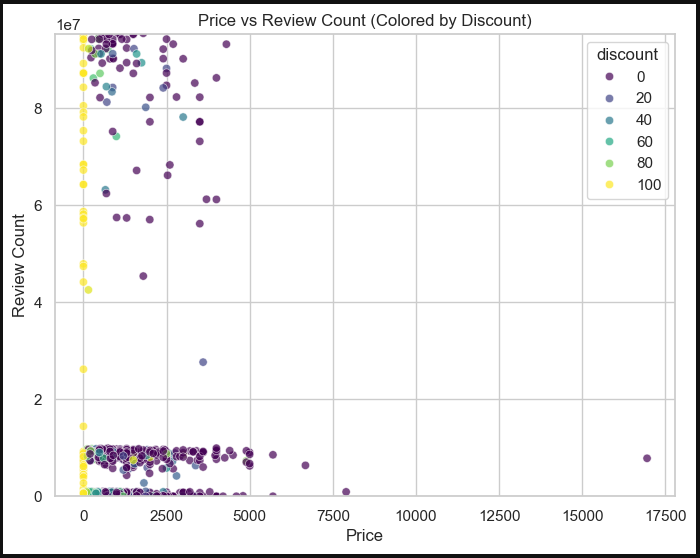 Price vs Review Count (Colored by Discount)
1e7
discount
0
20
40
60
80
100
8
6
4
2
0
Review Count
0 2500 5000 7500 10000 12500 15000 17500
Price